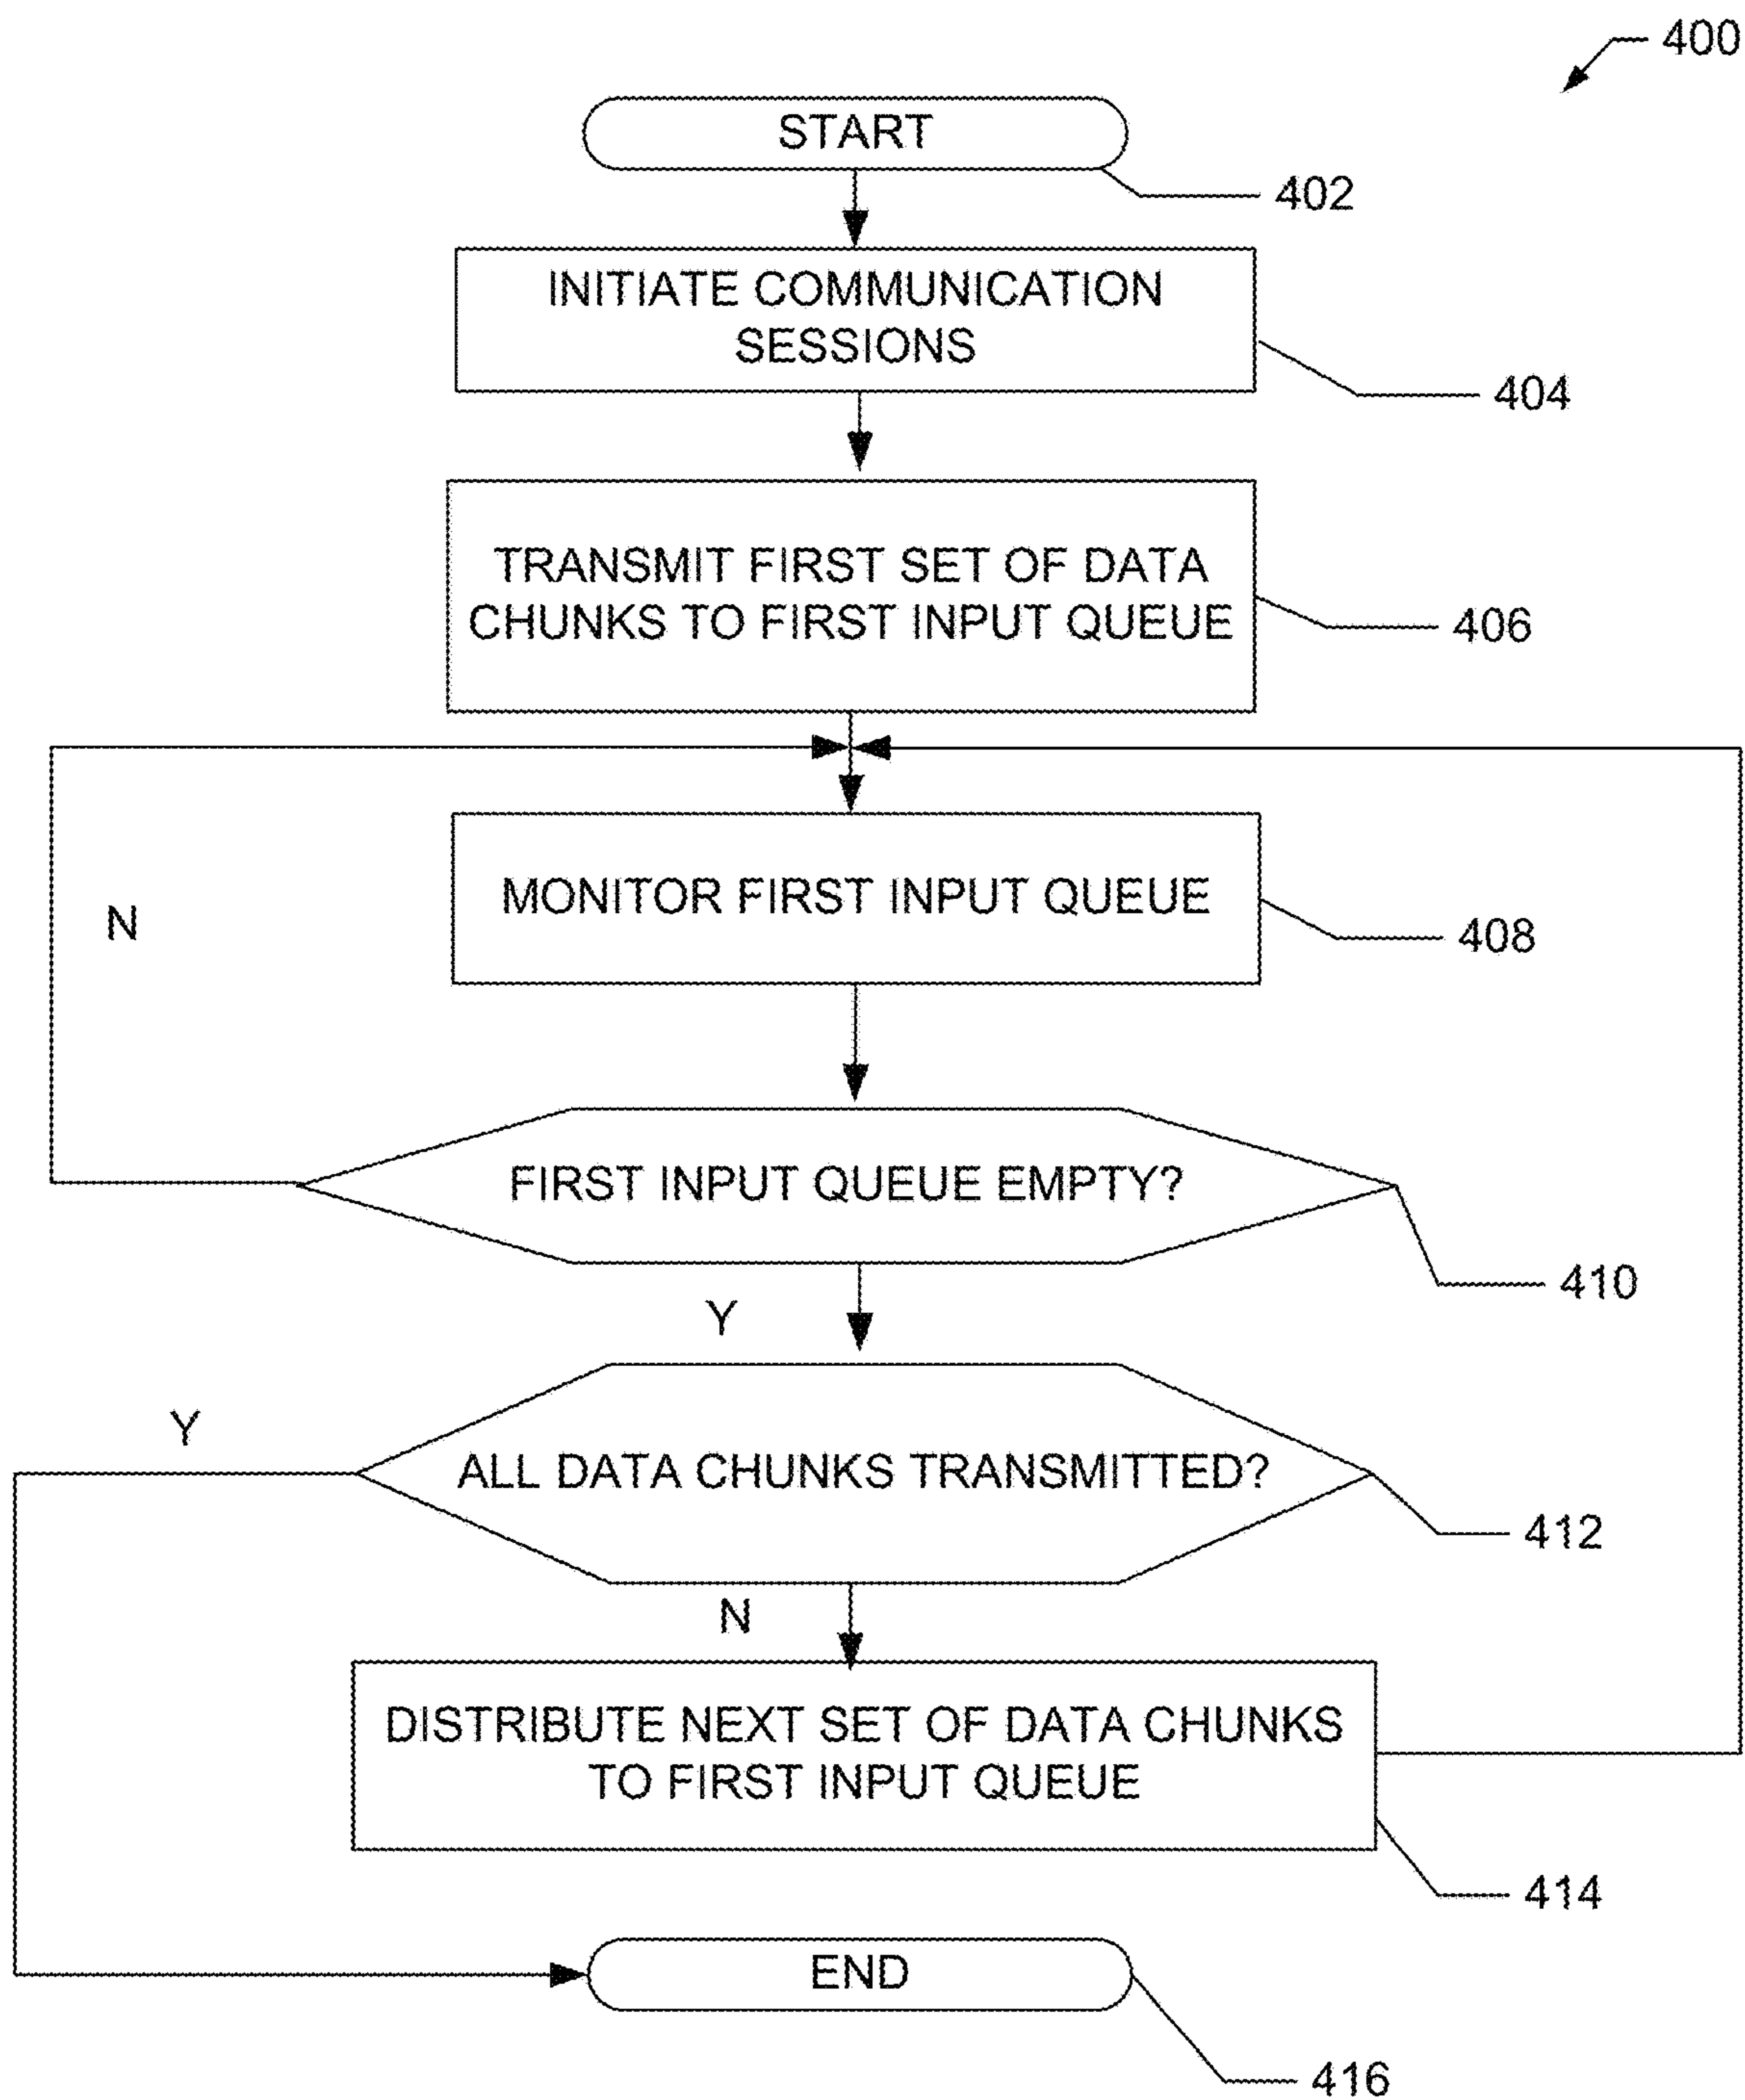 400
START
402
INITIATE COMMUNICATION
SESSIONS
404
TRANSMIT FIRST SET OF DATA
CHUNKS TO FIRST INPUT QUEUE
406
MONITOR FIRST INPUT QUEUE
N
408
FIRST INPUT QUEUE EMPTY?
410
Y
Y
ALL DATA CHUNKS TRANSMITTED?
412
N
DISTRIBUTE NEXT SET OF DATA CHUNKS
TO FIRST INPUT QUEUE
414
END
416